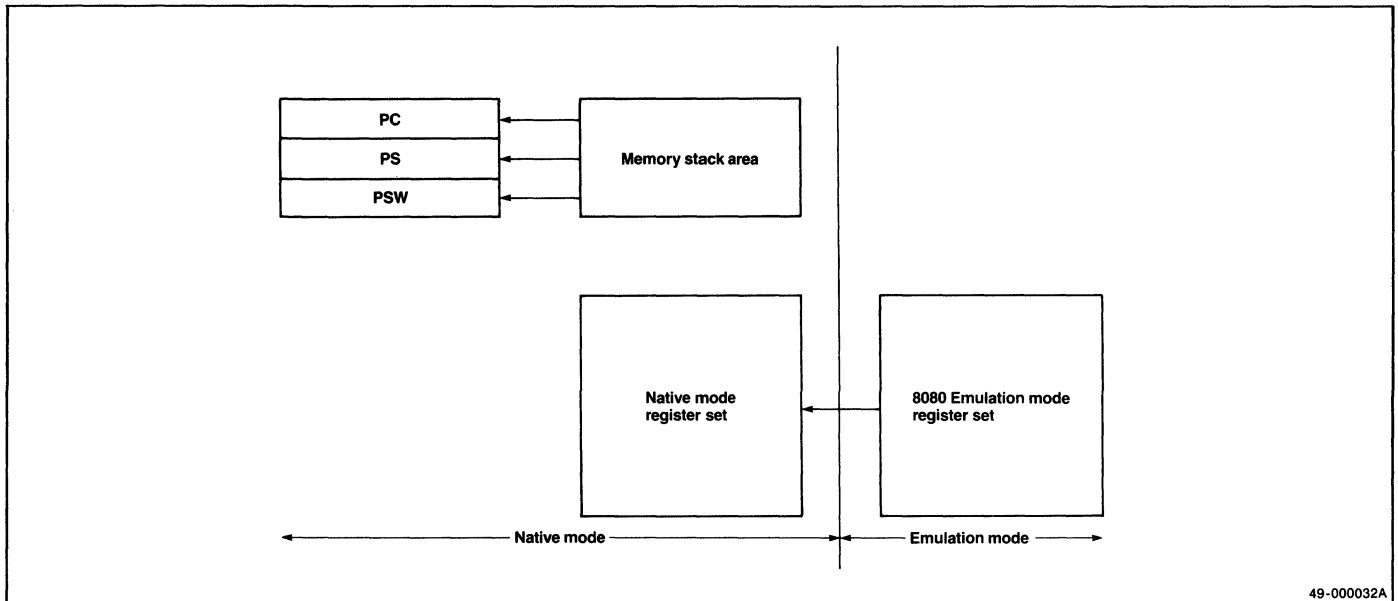 PC
PS
PSW
Memory stack area
Native mode
register set
8080 Emulation mode
register set
Native mode
Emulation mode
49-000032A